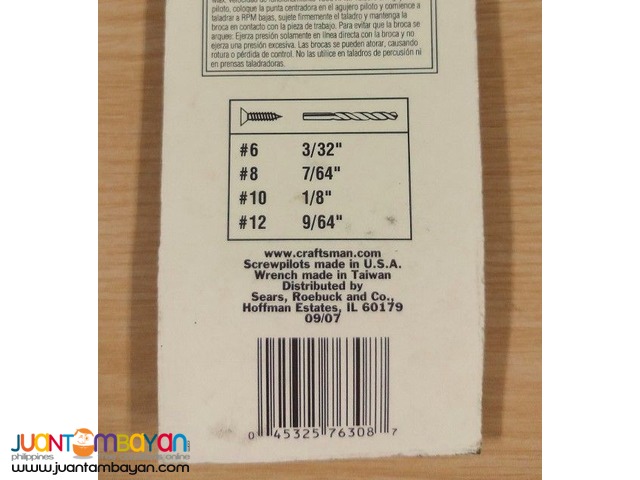 piloto, coloque la punta centradora en el agujero piloto y comience a
taladrar a RPM bajas, sujete firmemente el taladro y mantenga la
broca en contacto con la pieza de trabajo. Para evitar que la broca se
arquee: Ejerza presión solamente en línea directa con la broca y no
ejerza una presión excesiva. Las brocas se pueden atorar, causando
rotura o pérdida de control. No las utilice en taladros de percusión ni
en prensas taladradoras.
#6 3/32"
#8 7/64"
#10 1/8"
#12 9/64"
www.craftsman.com
Screwpilots made in U.S.A.
Wrench made in Taiwan
Distributed by
Sears, Roebuck and Co.,
Hoffman Estates, IL 60179
09/07
0 45325 76308 7
JUANTAMBAYAN
philippines online
www.juantambayan.com